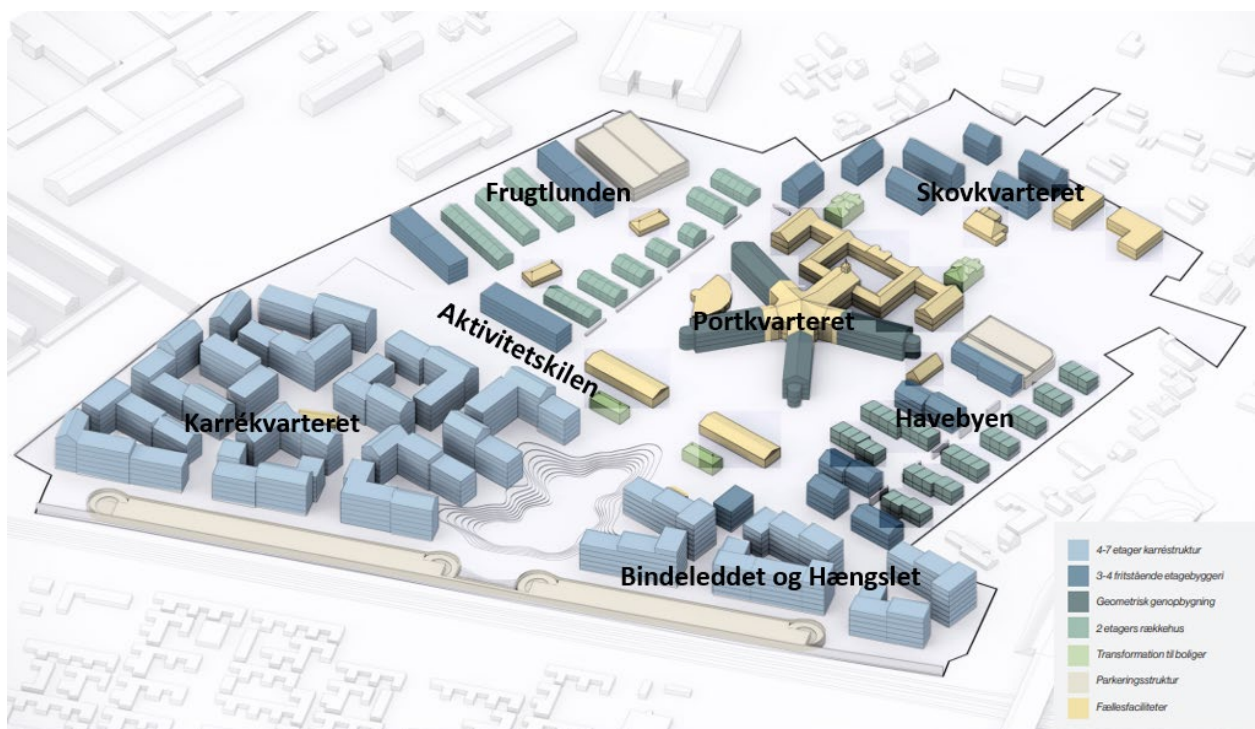 Frugtlunden
Skovkvarteret
Aktivitetskilen
Portkvarteret
Karrékvarteret
Havebyen
Bindeleddet og Hængslet
4-7 etager karréstruktur
3-4 fritstående etagebyggeri
Geometrisk genopbygning
2 etagers rækkehus
Transformation til boliger
Parkeringsstruktur
Fællesfaciliteter